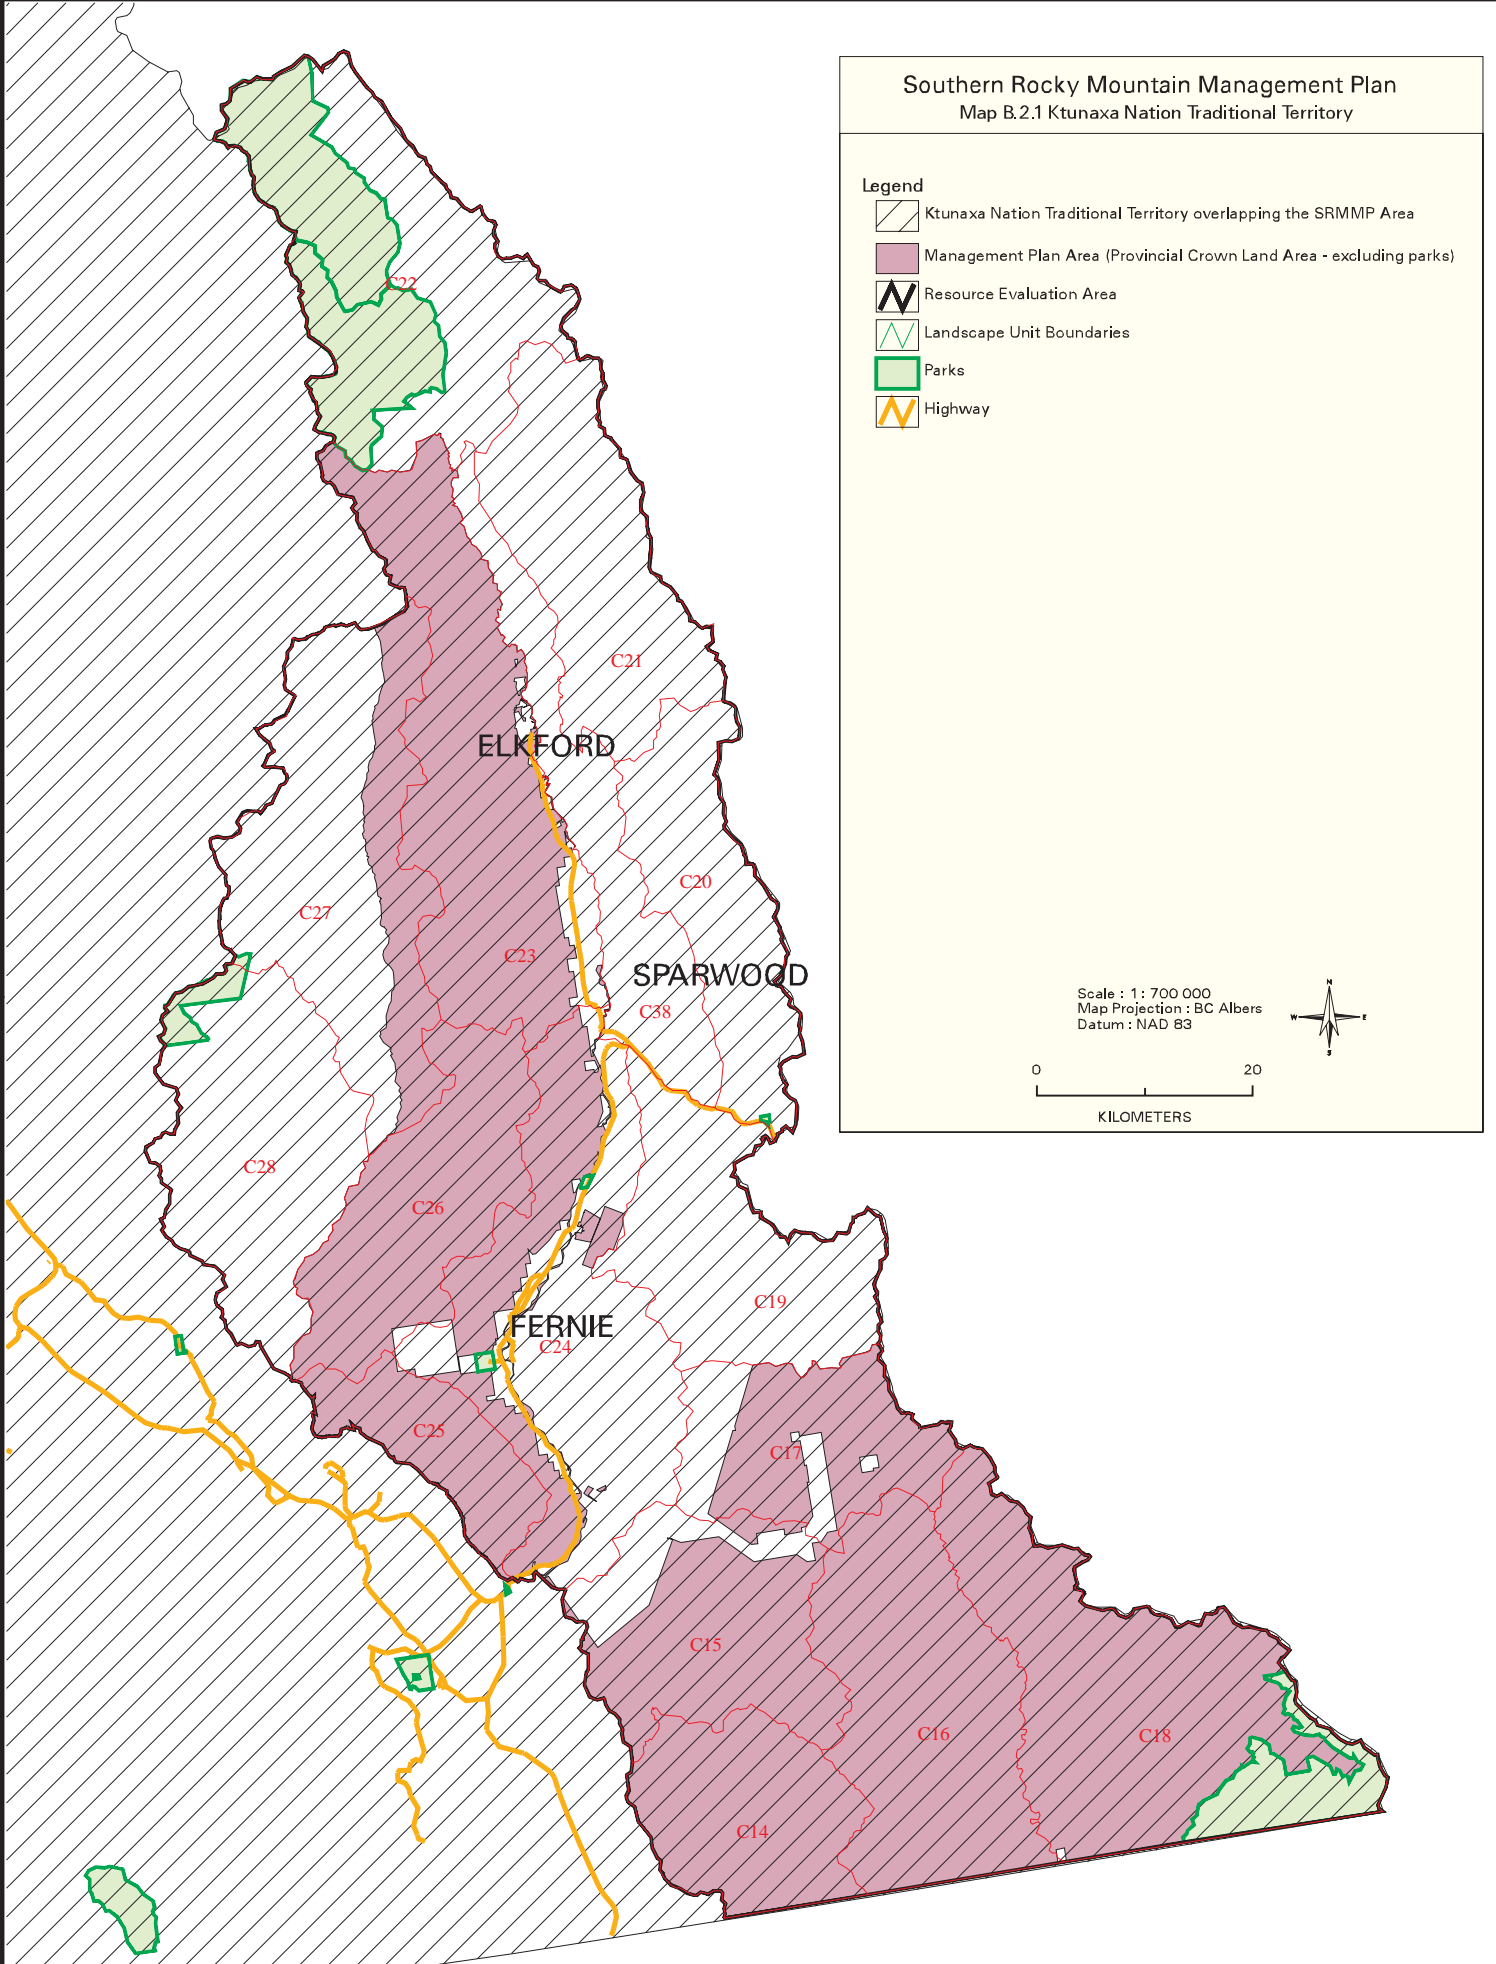 Southern Rocky Mountain Management Plan
Map B.2.1 Ktunaxa Nation Traditional Territory
Legend
Ktunaxa Nation Traditional Territory overlapping the SRMMP Area
Management Plan Area (Provincial Crown Land Area - excluding parks)
Resource Evaluation Area
Landscape Unit Boundaries
Parks
Highway
C22
C21
ELKFORD
C20
C27
C23
SPARWOOD
C38
Scale : 1 : 700 000
Map Projection : BC Albers
Datum : NAD 83
N
W
E
S
0
20
KILOMETERS
C28
C26
C19
FERNIE
C24
C25
C17
C15
C16
C18
C14